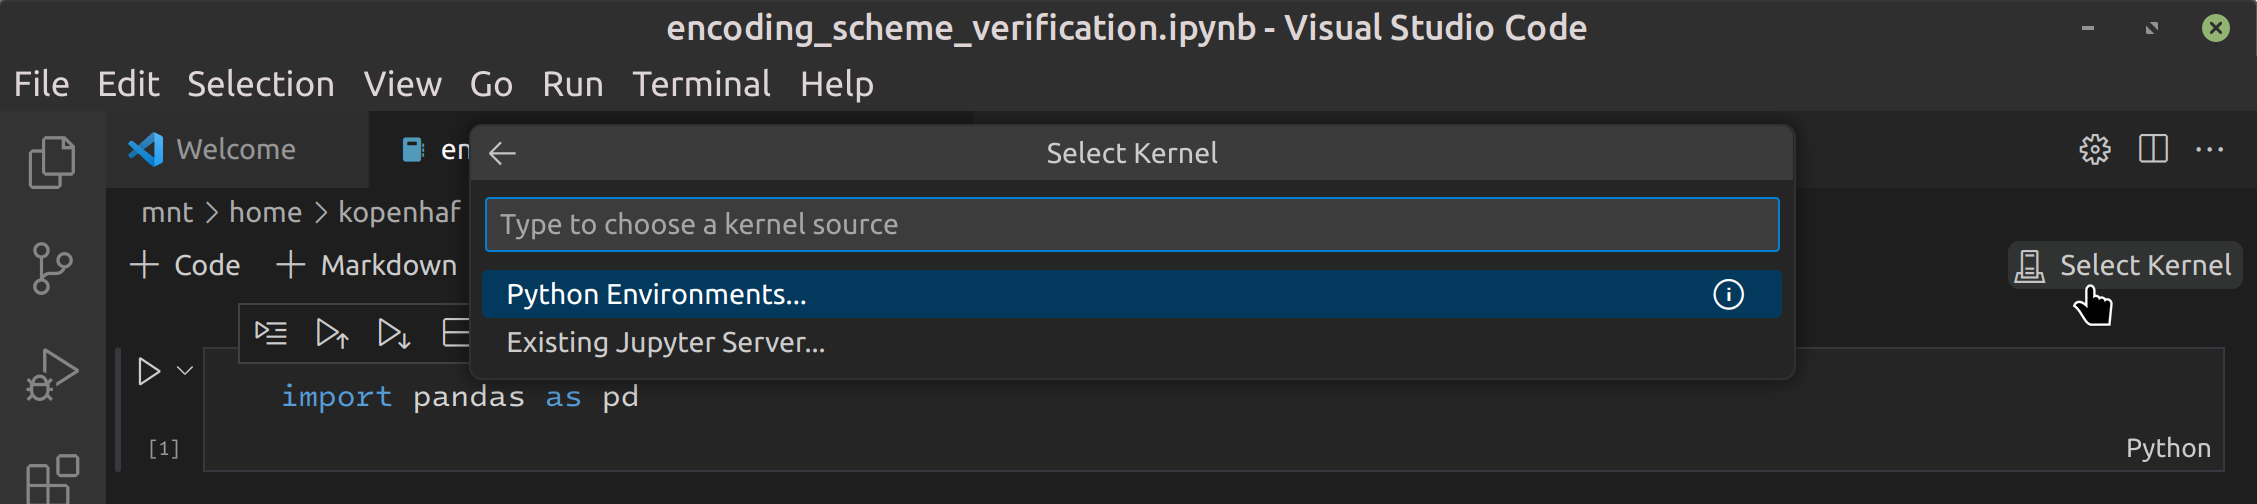 encoding_scheme_verification.ipynb - Visual Studio Code
File Edit Selection View Go Run Terminal Help
Welcome en
Select Kernel
mnt > home > kopenhaf
Type to choose a kernel source
+ Code + Markdown
Select Kernel
Python Environments...
Existing Jupyter Server...
import pandas as pd
[1]
Python